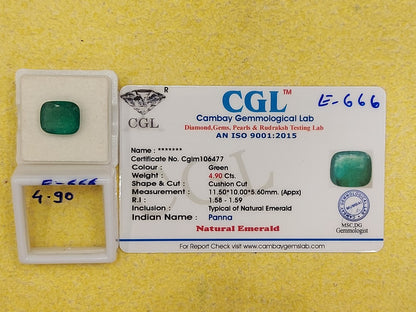 R
CGL
CGL™
E-666
Cambay Gemmological Lab
Diamond,Gems, Pearls & Rudraksh Testing Lab
An ISO 9001:2015
Name : *******
Certificate No. Cglm106477
Colour : Green
Weight : 4.90 Cts.
Shape & Cut : Cushion Cut
Measurement : 11.50*10.00*5.60mm. (Appx)
R.I : 1.58 - 1.59
Inclusion : Typical of Natural Emerald
Indian Name : Panna
Natural Emerald
For Report Check Visit - www.cambaygemslab.com
MSC,DG
Gemmologist
E-666
4.90